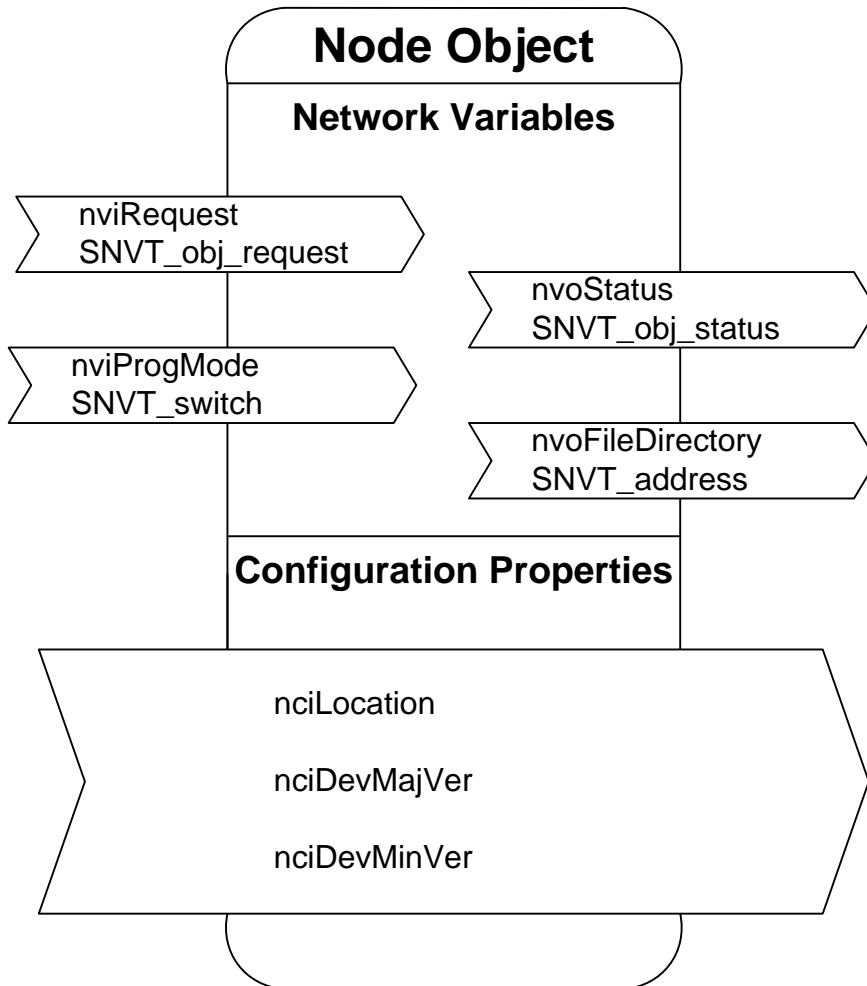 Node Object
Network Variables
nviRequest
SNVT_obj_request
nvoStatus
SNVT_obj_status
nviProgMode
SNVT_switch
nvoFileDirectory
SNVT_address
Configuration Properties
nciLocation
nciDevMajVer
nciDevMinVer